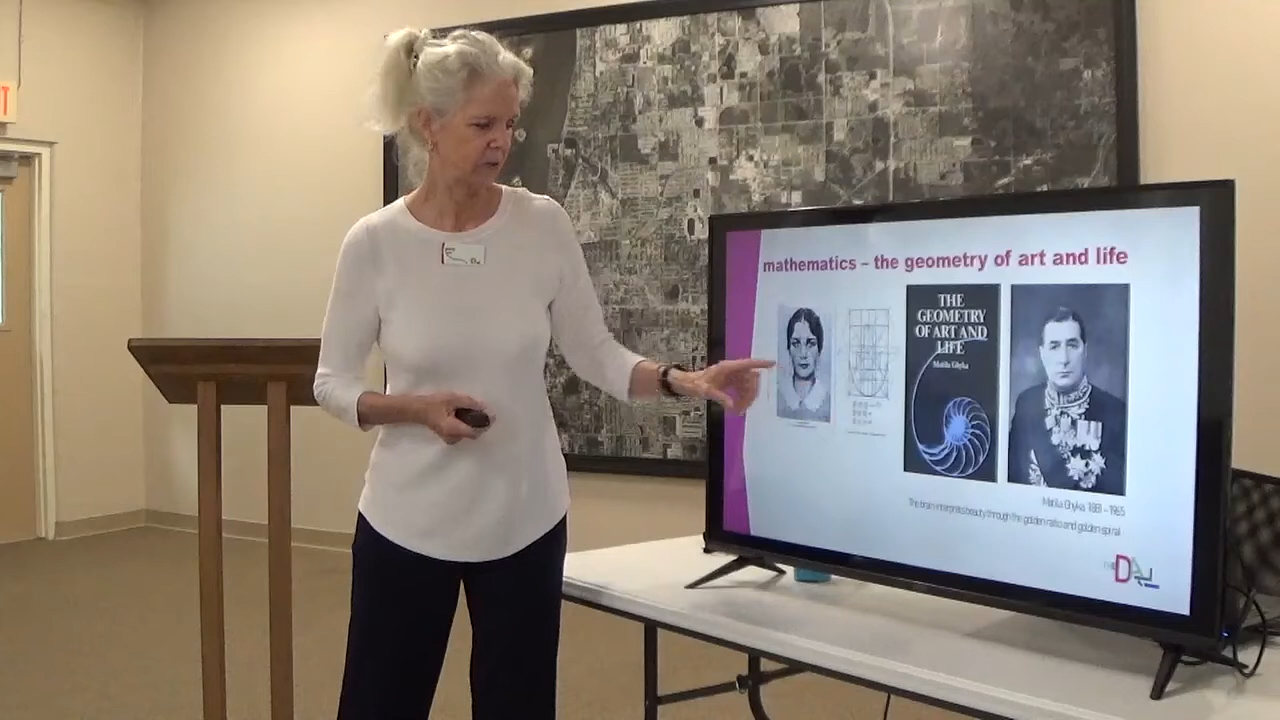 mathematics – the geometry of art and life
THE
GEOMETRY
OF ART AND
LIFE
Matila Ghyka
Matila Ghyka 1881 – 1965
The brain interprets beauty through the golden ratio and golden spiral